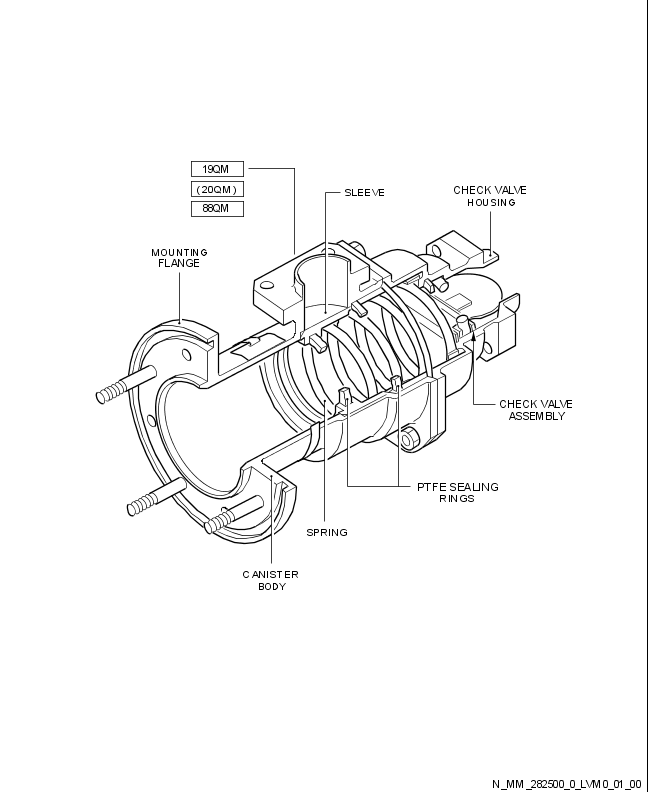 19QM
(20QM)
88QM
SLEEVE
CHECK VALVE
HOUSING
MOUNTING
FLANGE
CHECK VALVE
ASSEMBLY
PTFE SEALING
RINGS
SPRING
CANISTER
BODY
N_MM_282500_0_LVM0_01_00